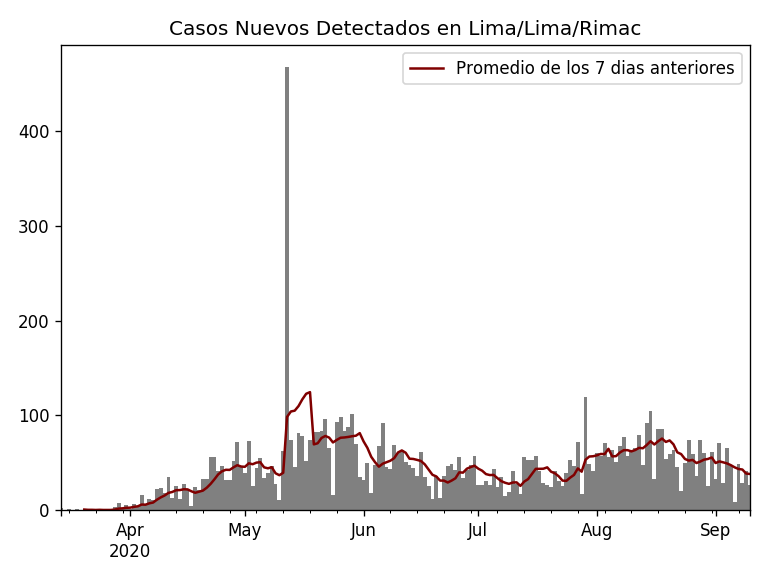 Casos Nuevos Detectados en Lima/Lima/Rimac
Promedio de los 7 dias anteriores
400
300
200
100
0
Apr May Jun Jul Aug Sep
2020